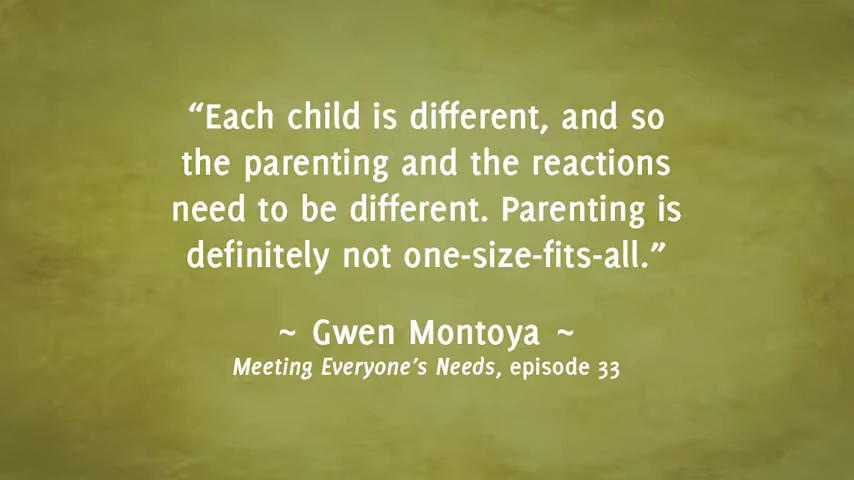 “Each child is different, and so
the parenting and the reactions
need to be different. Parenting is
definitely not one-size-fits-all.”
~ Gwen Montoya ~
Meeting Everyone’s Needs, episode 33